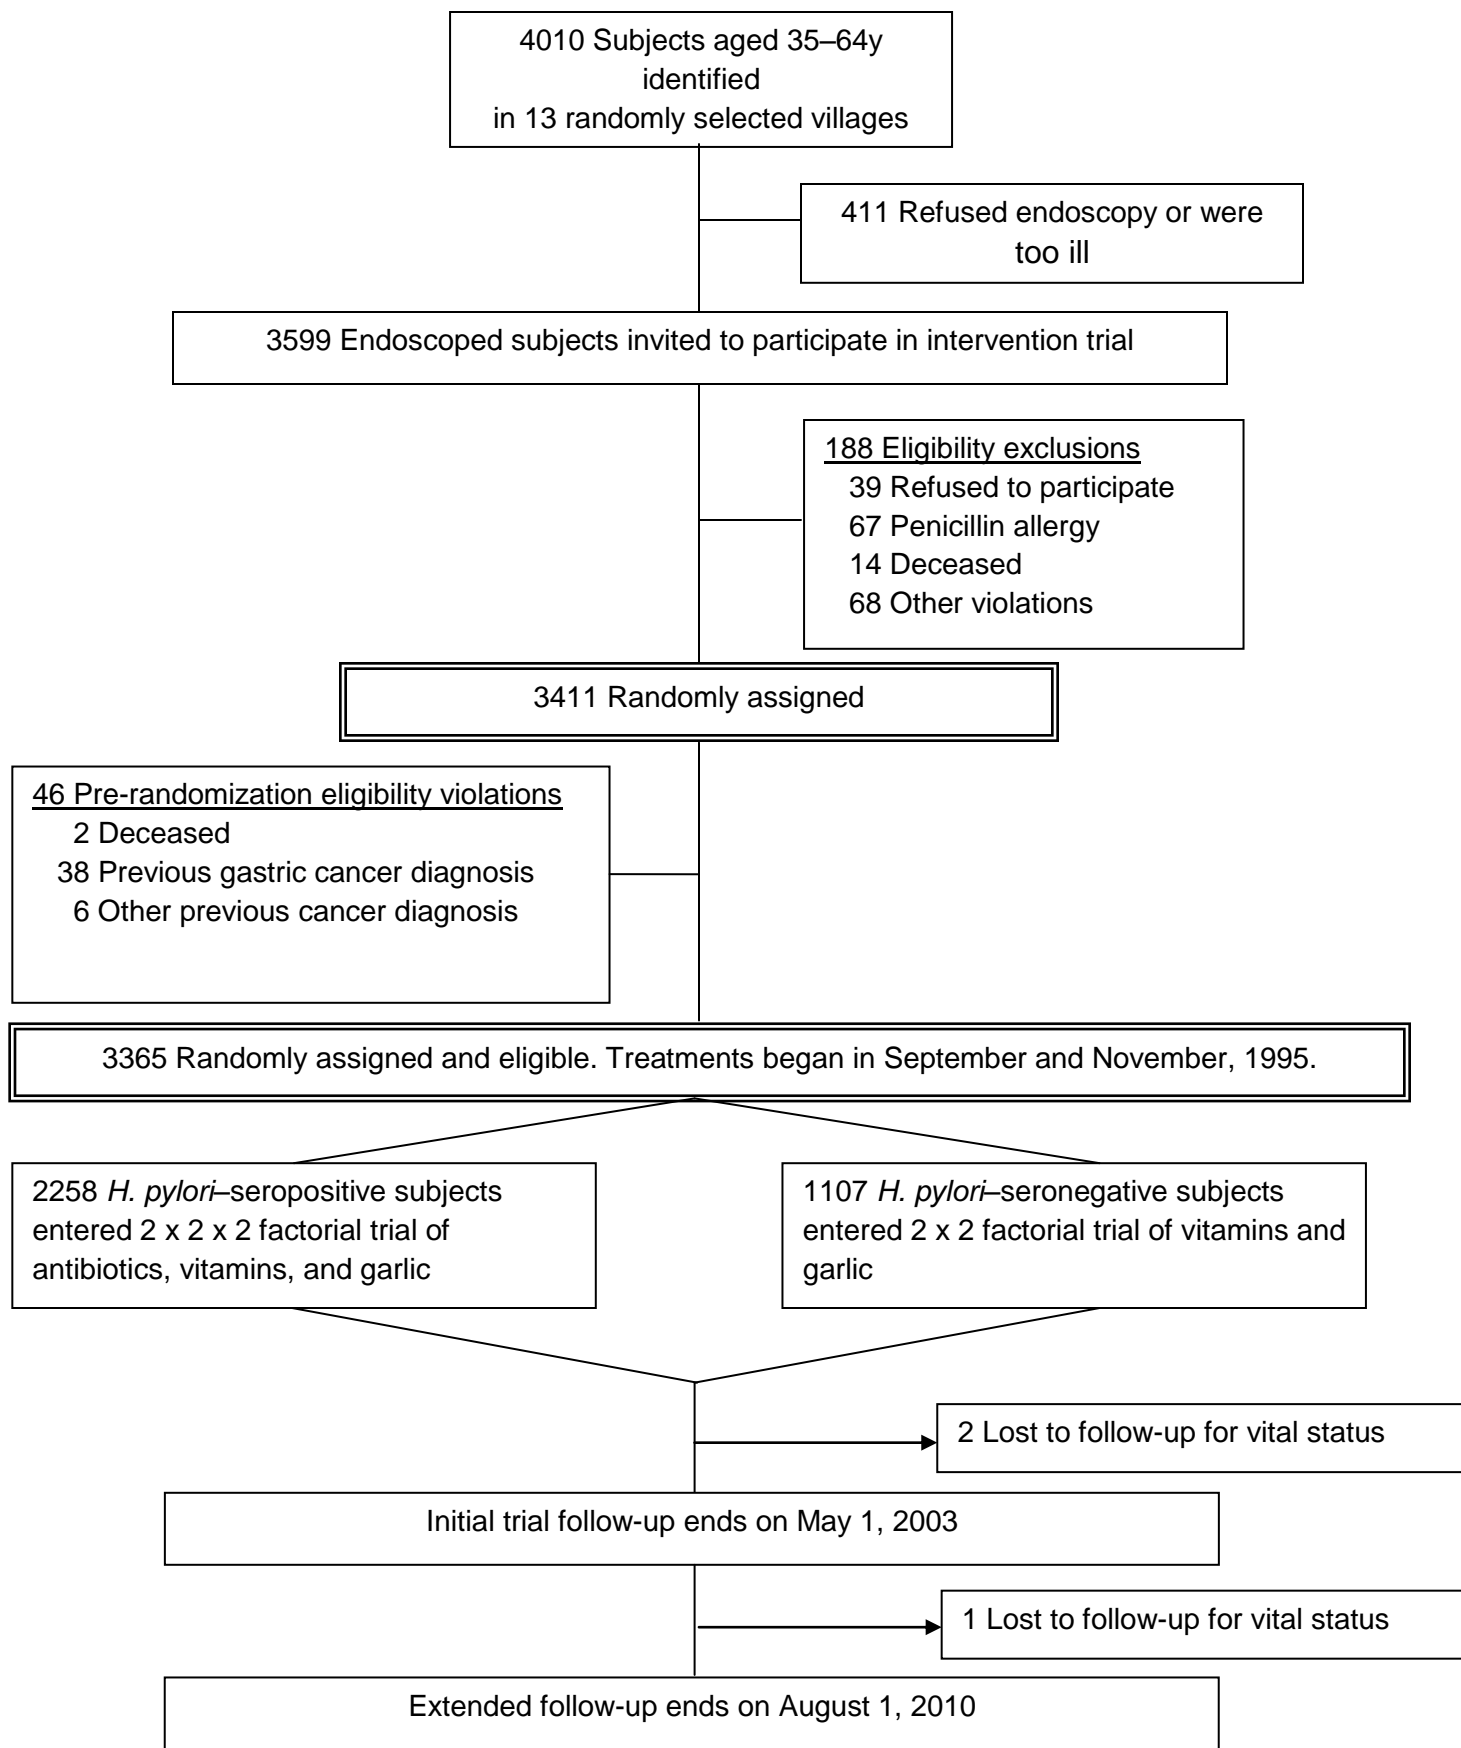 4010 Subjects aged 35–64y
identified
in 13 randomly selected villages
411 Refused endoscopy or were
too ill
3599 Endoscoped subjects invited to participate in intervention trial
188 Eligibility exclusions
39 Refused to participate
67 Penicillin allergy
14 Deceased
68 Other violations
3411 Randomly assigned
46 Pre-randomization eligibility violations
2 Deceased
38 Previous gastric cancer diagnosis
6 Other previous cancer diagnosis
3365 Randomly assigned and eligible. Treatments began in September and November, 1995.
2258 H. pylori–seropositive subjects
entered 2 x 2 x 2 factorial trial of
antibiotics, vitamins, and garlic
1107 H. pylori–seronegative subjects
entered 2 x 2 factorial trial of vitamins and
garlic
2 Lost to follow-up for vital status
Initial trial follow-up ends on May 1, 2003
1 Lost to follow-up for vital status
Extended follow-up ends on August 1, 2010